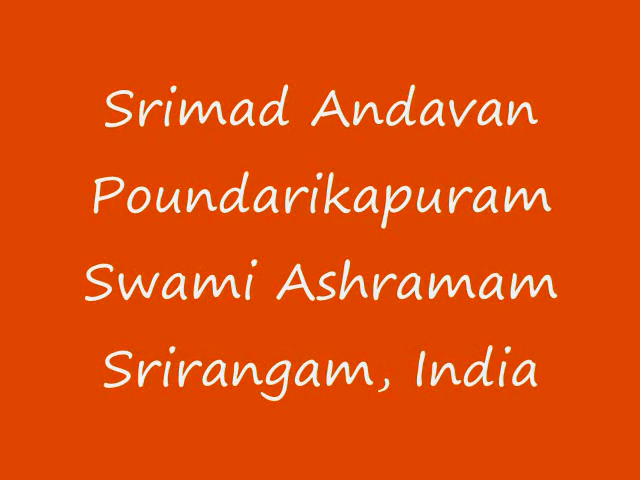 Srimad Andavan
Poundarikapuram
Swami Ashramam
Srirangam, India